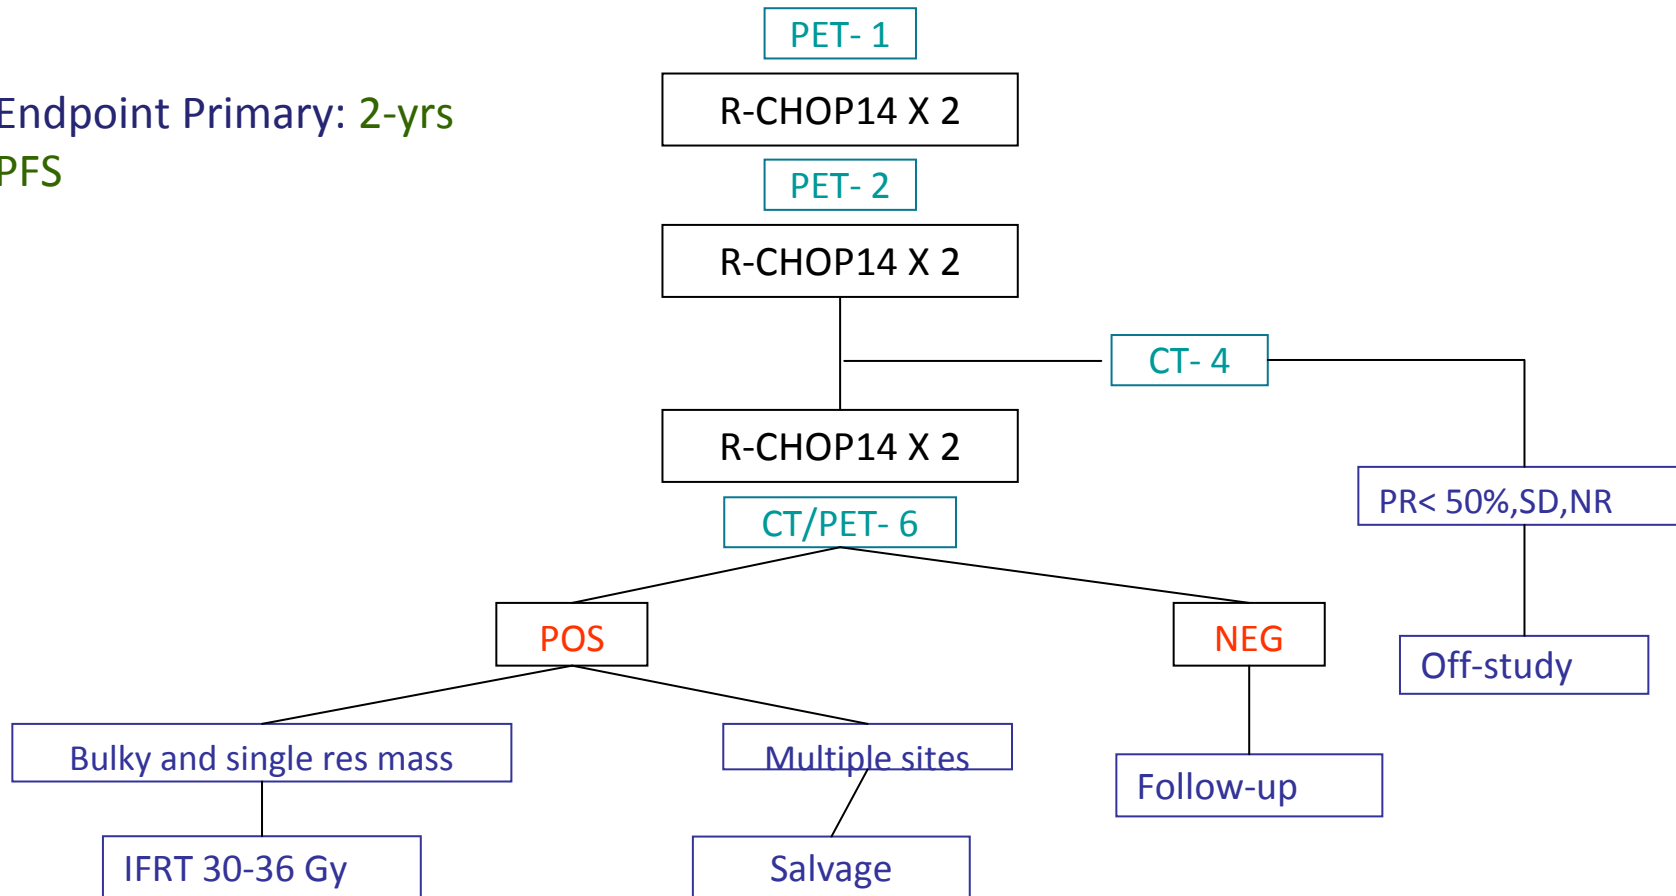 PET- 1
R-CHOP14 X 2
Endpoint Primary: 2-yrs
PFS
PET- 2
R-CHOP14 X 2
CT- 4
R-CHOP14 X 2
PR< 50%,SD,NR
CT/PET- 6
POS
NEG
Off-study
Bulky and single res mass
Multiple sites
Follow-up
IFRT 30-36 Gy
Salvage